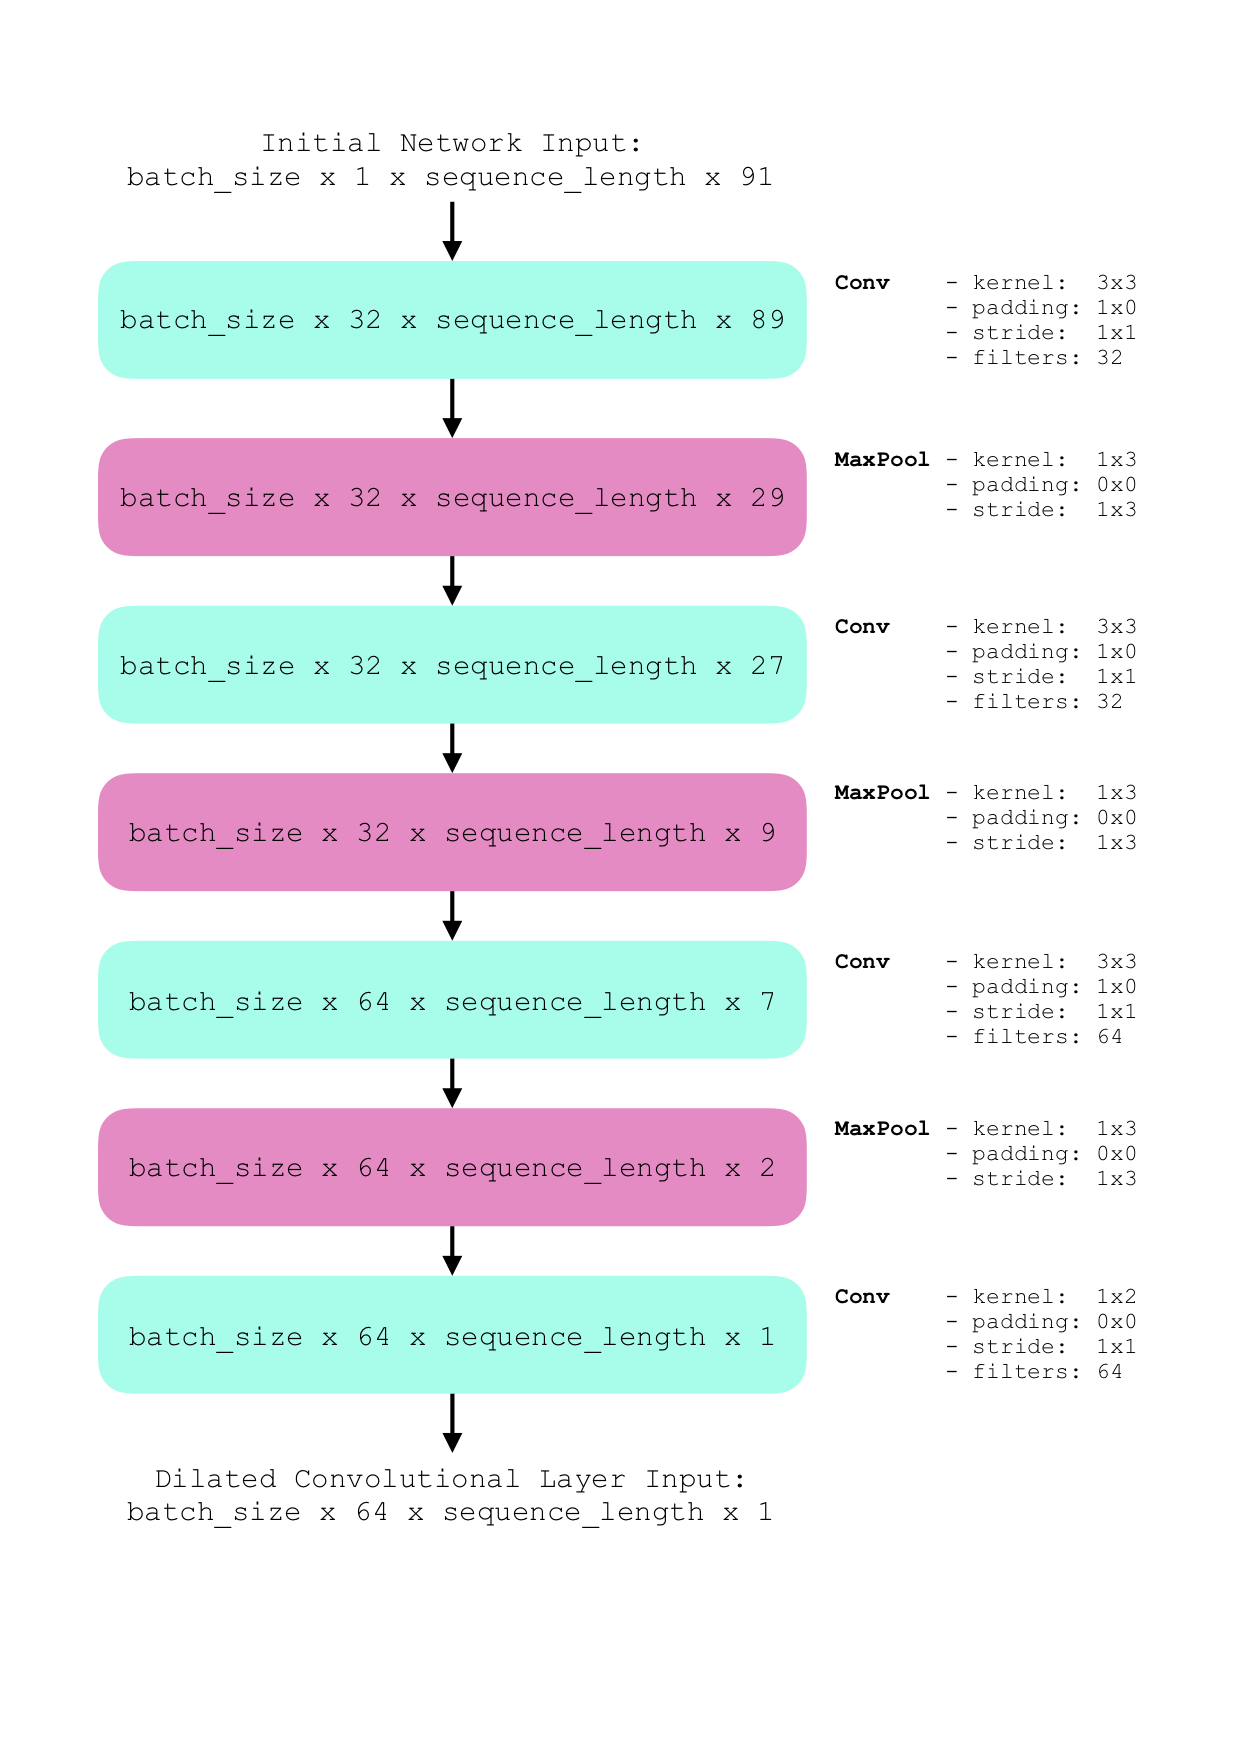 Initial Network Input:
batch_size x 1 x sequence_length x 91
batch_size x 32 x sequence_length x 89
Conv - kernel: 3x3
- padding: 1x0
- stride: 1x1
- filters: 32
batch_size x 32 x sequence_length x 29
MaxPool - kernel: 1x3
- padding: 0x0
- stride: 1x3
batch_size x 32 x sequence_length x 27
Conv - kernel: 3x3
- padding: 1x0
- stride: 1x1
- filters: 32
batch_size x 32 x sequence_length x 9
MaxPool - kernel: 1x3
- padding: 0x0
- stride: 1x3
batch_size x 64 x sequence_length x 7
Conv - kernel: 3x3
- padding: 1x0
- stride: 1x1
- filters: 64
batch_size x 64 x sequence_length x 2
MaxPool - kernel: 1x3
- padding: 0x0
- stride: 1x3
batch_size x 64 x sequence_length x 1
Conv - kernel: 1x2
- padding: 0x0
- stride: 1x1
- filters: 64
Dilated Convolutional Layer Input:
batch_size x 64 x sequence_length x 1